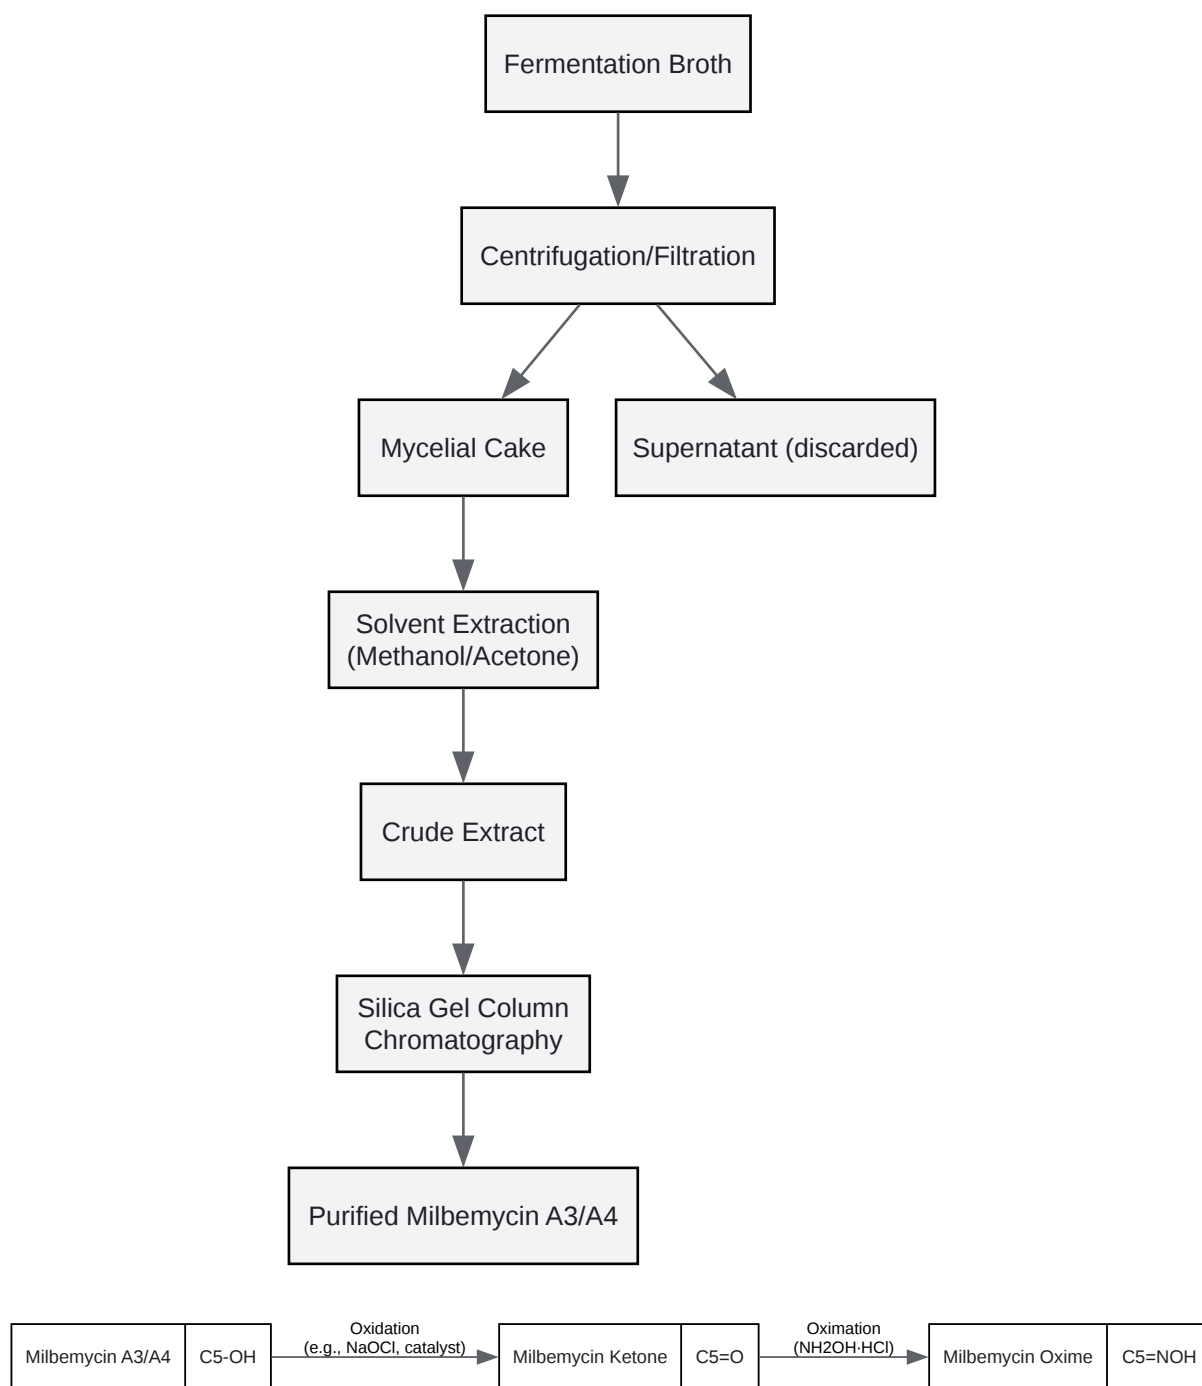 Fermentation Broth
Centrifugation/Filtration
Mycelial Cake
Supernatant (discarded)
Solvent Extraction
(Methanol/Acetone)
Crude Extract
Silica Gel Column
Chromatography
Purified Milbemycin A3/A4
Milbemycin A3/A4
C5-OH
Oxidation
(e.g., NaOCl, catalyst)
Milbemycin Ketone
C5=O
Oximation
(NH2OH·HCl)
Milbemycin Oxime
C5=NOH